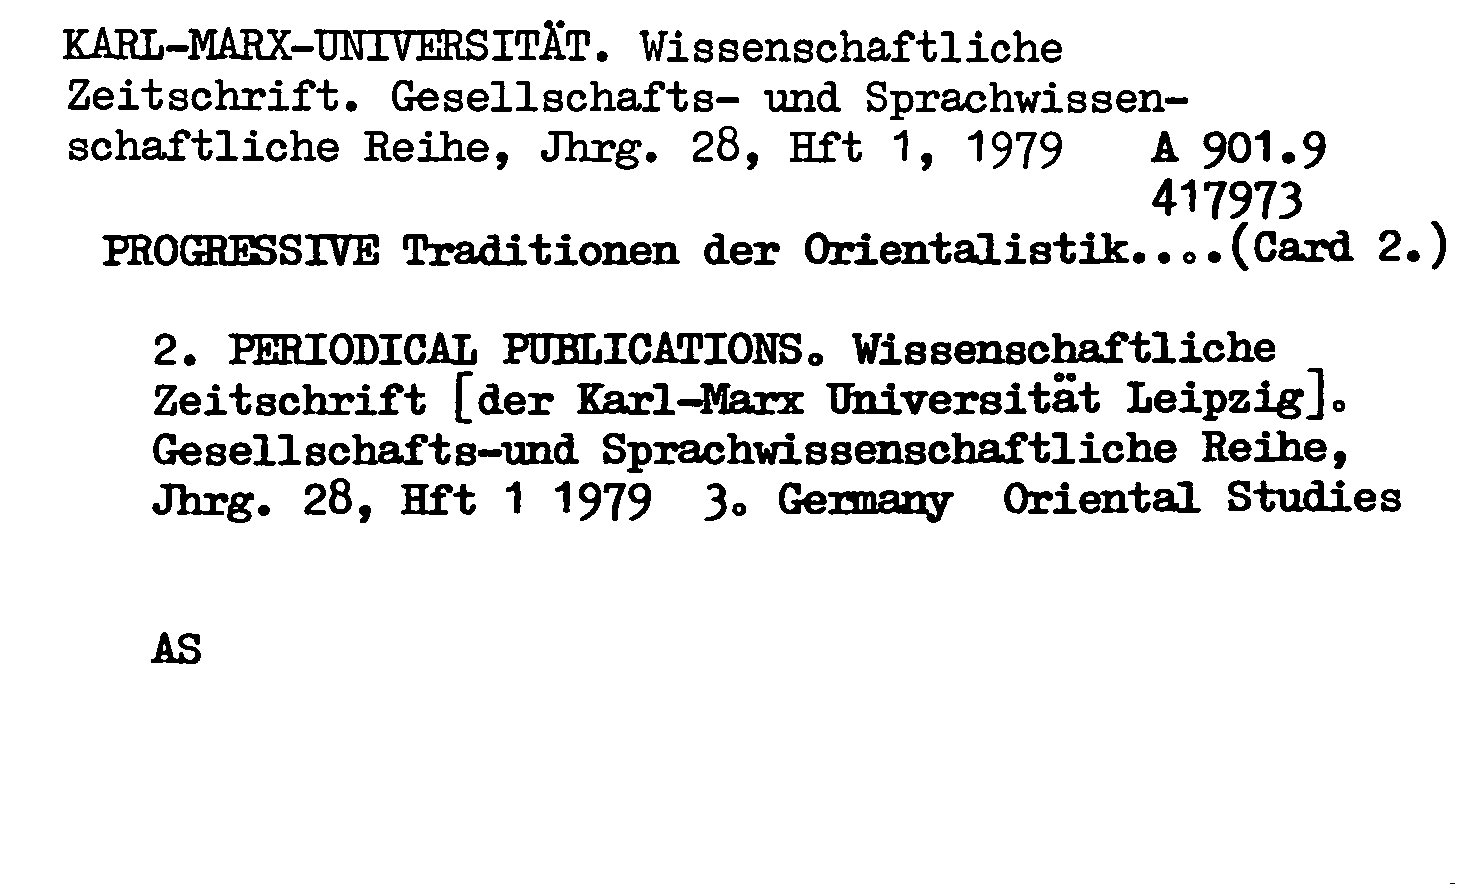 KARL-MARX-UNIVERSITÄT. Wissenschaftliche
Zeitschrift. Gesellschafts- und Sprachwissen-
schaftliche Reihe, Jhrg. 28, Hft 1, 1979 A 901.9
417973
PROGRESSIVE Traditionen der Orientalistik....(Card 2.)
2. PERIODICAL PUBLICATIONS. Wissenschaftliche
Zeitschrift [der Karl-Marx Universität Leipzig].
Gesellschafts-und Sprachwissenschaftliche Reihe,
Jhrg. 28, Hft 1 1979 3. Germany Oriental Studies
AS